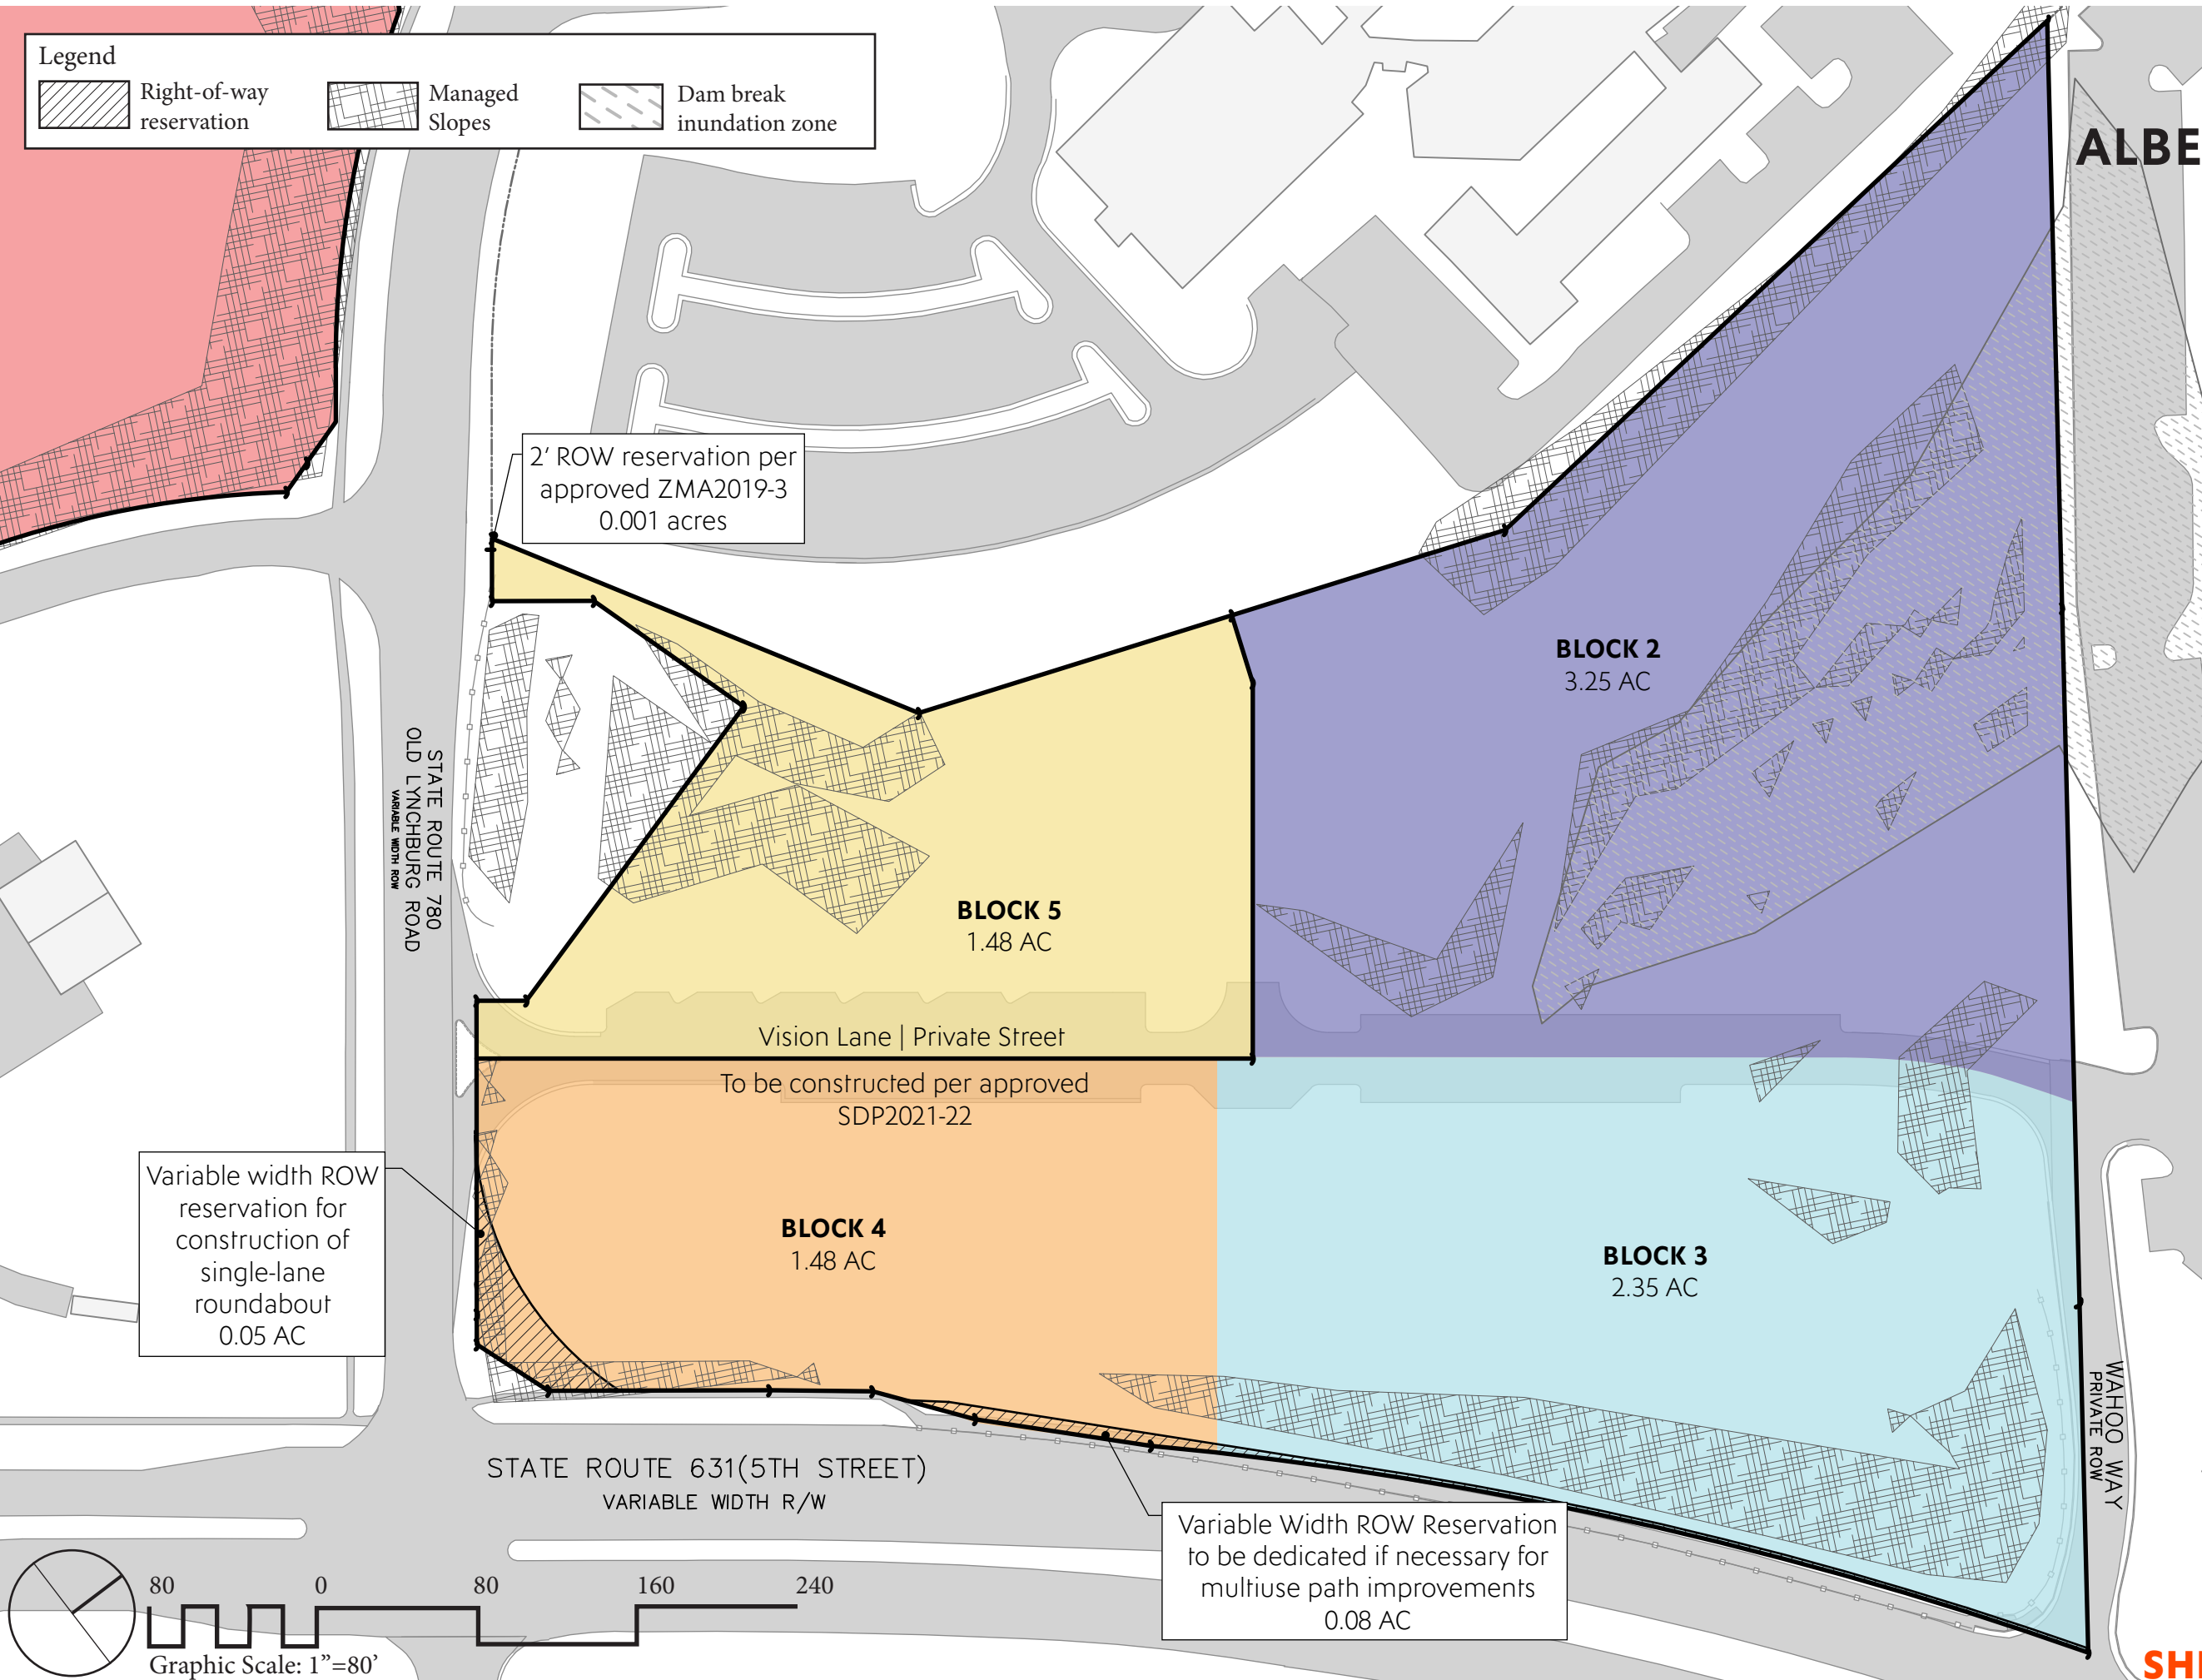 Legend
Right-of-way
reservation
Managed
Slopes
Dam break
inundation zone
ALBE
2' ROW reservation per
approved ZMA2019-3
0.001 acres
BLOCK 2
3.25 AC
STATE ROUTE 780
OLD LYNCHBURG ROAD
VARIABLE WIDTH ROW
BLOCK 5
1.48 AC
Vision Lane | Private Street
To be constructed per approved
SDP2021-22
Variable width ROW
reservation for
construction of
single-lane
roundabout
0.05 AC
BLOCK 4
1.48 AC
BLOCK 3
2.35 AC
WAHOO WAY
PRIVATE ROW
STATE ROUTE 631(5TH STREET)
VARIABLE WIDTH R/W
Variable Width ROW Reservation
to be dedicated if necessary for
multiuse path improvements
0.08 AC
80 0 80 160 240
Graphic Scale: 1”=80’
SH